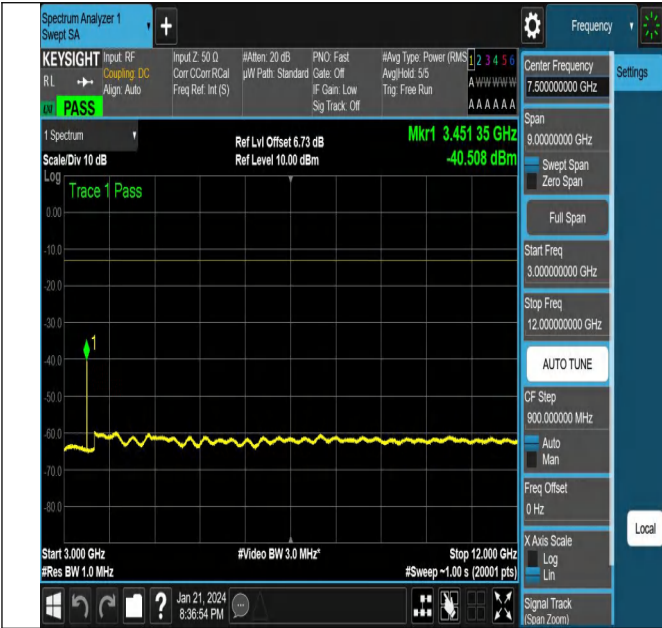 Spectrum Analyzer 1
Swept SA
+
Frequency
KEYSIGHT
RL
Input: RF
Coupling: DC
Align: Auto
Input Z: 50 Ω
Corr CCorr RCal
Freq Ref: Int (S)
#Atten: 20 dB
µW Path: Standard
PNO: Fast
Gate: Off
IF Gain: Low
Sig Track: Off
#Avg Type: Power (RMS
Avg|Hold: 5/5
Trig: Free Run
1 2 3 4 5 6
A W W W W W
A A A A A A
LXI PASS
1 Spectrum
Scale/Div 10 dB
Ref Lvl Offset 6.73 dB
Ref Level 10.00 dBm
Mkr1 3.451 35 GHz
-40.508 dBm
Log
Trace 1 Pass
0.00
-10.0
-20.0
-30.0
1
-40.0
-50.0
-60.0
-70.0
-80.0
Start 3.000 GHz
#Res BW 1.0 MHz
#Video BW 3.0 MHz*
Stop 12.000 GHz
#Sweep ~1.00 s (20001 pts)
Jan 21, 2024
8:36:54 PM
?
Center Frequency
7.500000000 GHz
Settings
Span
9.00000000 GHz
Swept Span
Zero Span
Full Span
Start Freq
3.000000000 GHz
Stop Freq
12.000000000 GHz
AUTO TUNE
CF Step
900.000000 MHz
Auto
Man
Freq Offset
0 Hz
Local
X Axis Scale
Log
Lin
Signal Track
(Span Zoom)